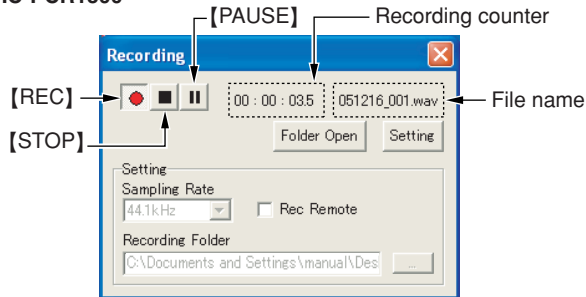 【PAUSE】 Recording counter
Recording
【REC】 00 : 00 : 03.5 051216_001.wav File name
【STOP】 Folder Open Setting
Setting
Sampling Rate
44.1kHz Rec Remote
Recording Folder
C:\Documents and Settings\manual\Des ...